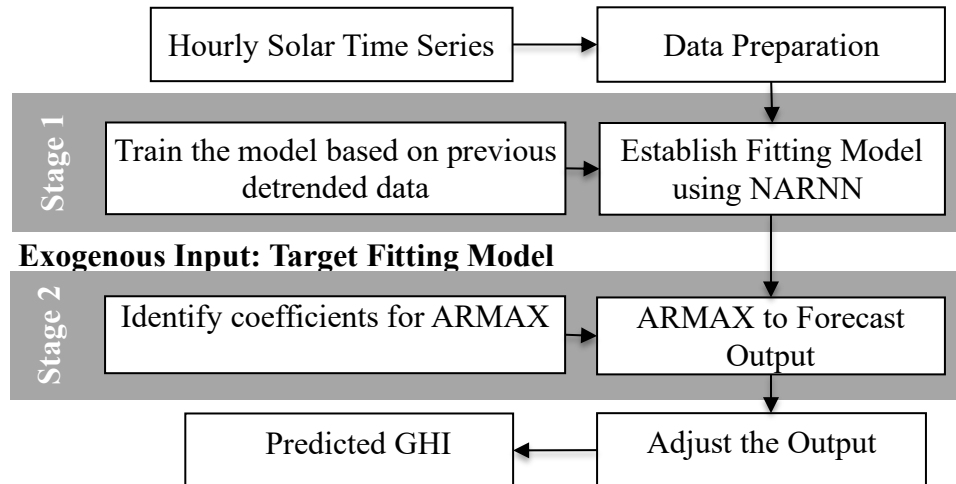 Hourly Solar Time Series
Data Preparation
Stage 1
Train the model based on previous
detrended data
Establish Fitting Model
using NARNN
Exogenous Input: Target Fitting Model
Stage 2
Identify coefficients for ARMAX
ARMAX to Forecast
Output
Adjust the Output
Predicted GHI